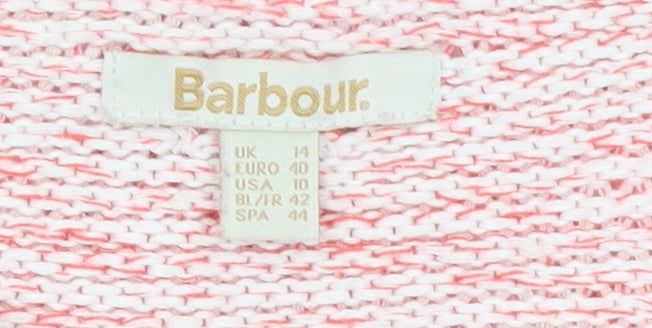 Barbour.
UK 14
EURO 40
USA 10
BL/FR 42
SPA 44